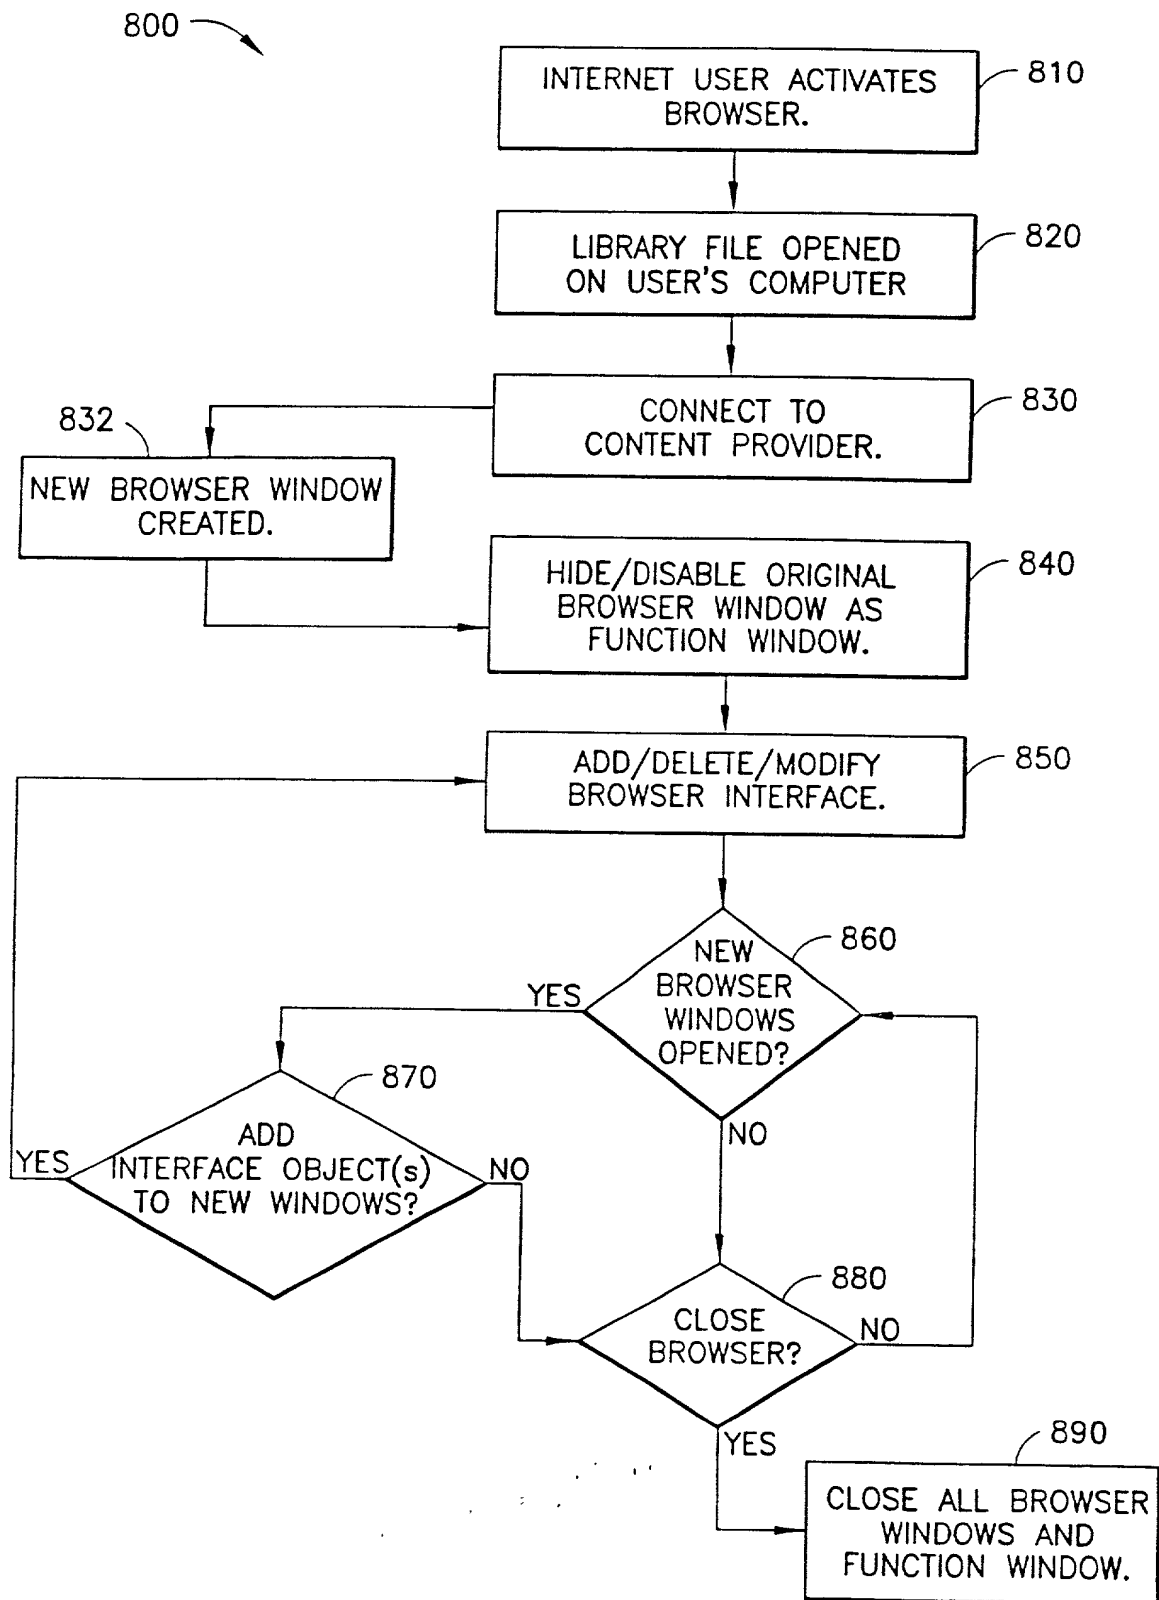 800
INTERNET USER ACTIVATES
BROWSER.
810
LIBRARY FILE OPENED
ON USER'S COMPUTER
820
CONNECT TO
CONTENT PROVIDER.
830
832
NEW BROWSER WINDOW
CREATED.
HIDE/DISABLE ORIGINAL
BROWSER WINDOW AS
FUNCTION WINDOW.
840
ADD/DELETE/MODIFY
BROWSER INTERFACE.
850
NEW
BROWSER
WINDOWS
OPENED?
860
YES
NO
870
ADD
INTERFACE OBJECT(s)
TO NEW WINDOWS?
YES
NO
880
CLOSE
BROWSER?
NO
YES
890
CLOSE ALL BROWSER
WINDOWS AND
FUNCTION WINDOW.